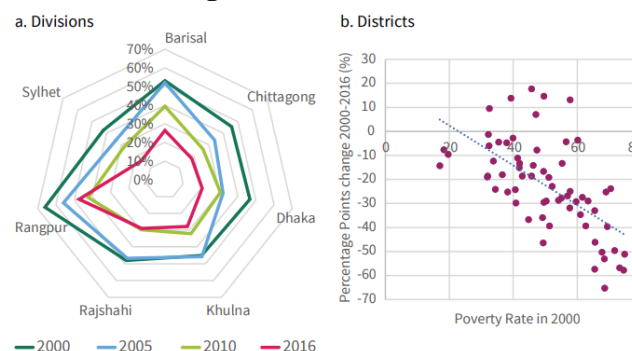 a. Divisions
Barisal
70%
60%
50%
40%
30%
20%
10%
0%
Chittagong
Dhaka
Khulna
Rajshahi
Rangpur
Sylhet
2000 2005 2010 2016
b. Districts
Percentage Points change 2000-2016 (%)
30
20
10
0
-10
-20
-30
-40
-50
-60
-70
0 20 40 60 8
Poverty Rate in 2000